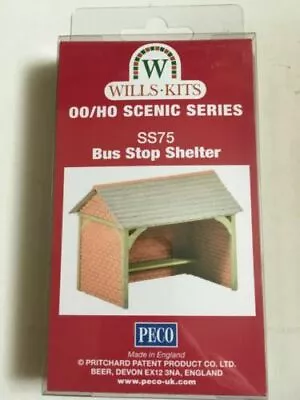 W
WILLS·KITS
OO/HO SCENIC SERIES
SS75
Bus Stop Shelter
PECO
Made in England
© PRITCHARD PATENT PRODUCT CO. LTD.
BEER, DEVON EX12 3NA, ENGLAND
www.peco-uk.com